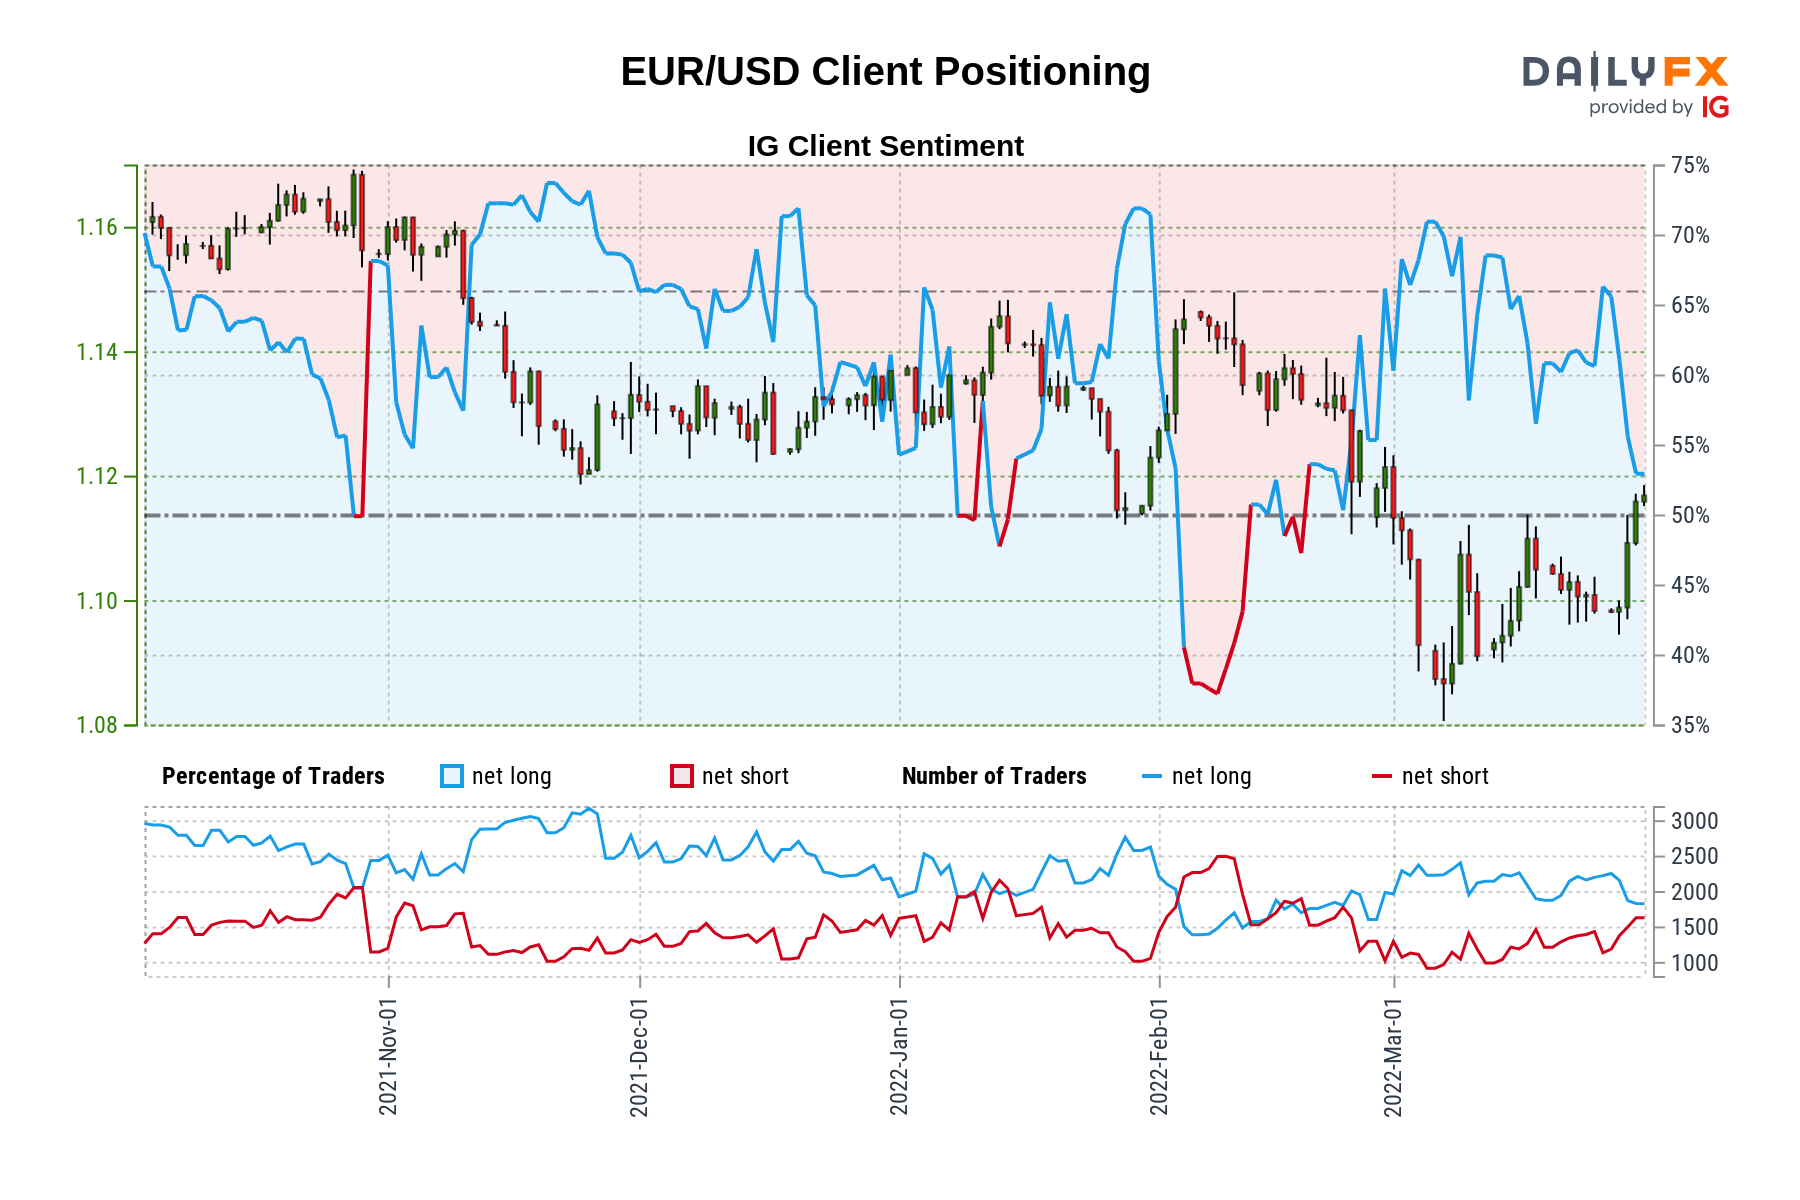 EUR/USD Client Positioning
DAILYFX
provided by IG
IG Client Sentiment
75%
1.16
70%
65%
1.14
60%
55%
1.12
50%
45%
1.10
40%
1.08
35%
Percentage of Traders net long net short Number of Traders net long net short
3000
2500
2000
1500
1000
2021-Nov-01
2021-Dec-01
2022-Jan-01
2022-Feb-01
2022-Mar-01